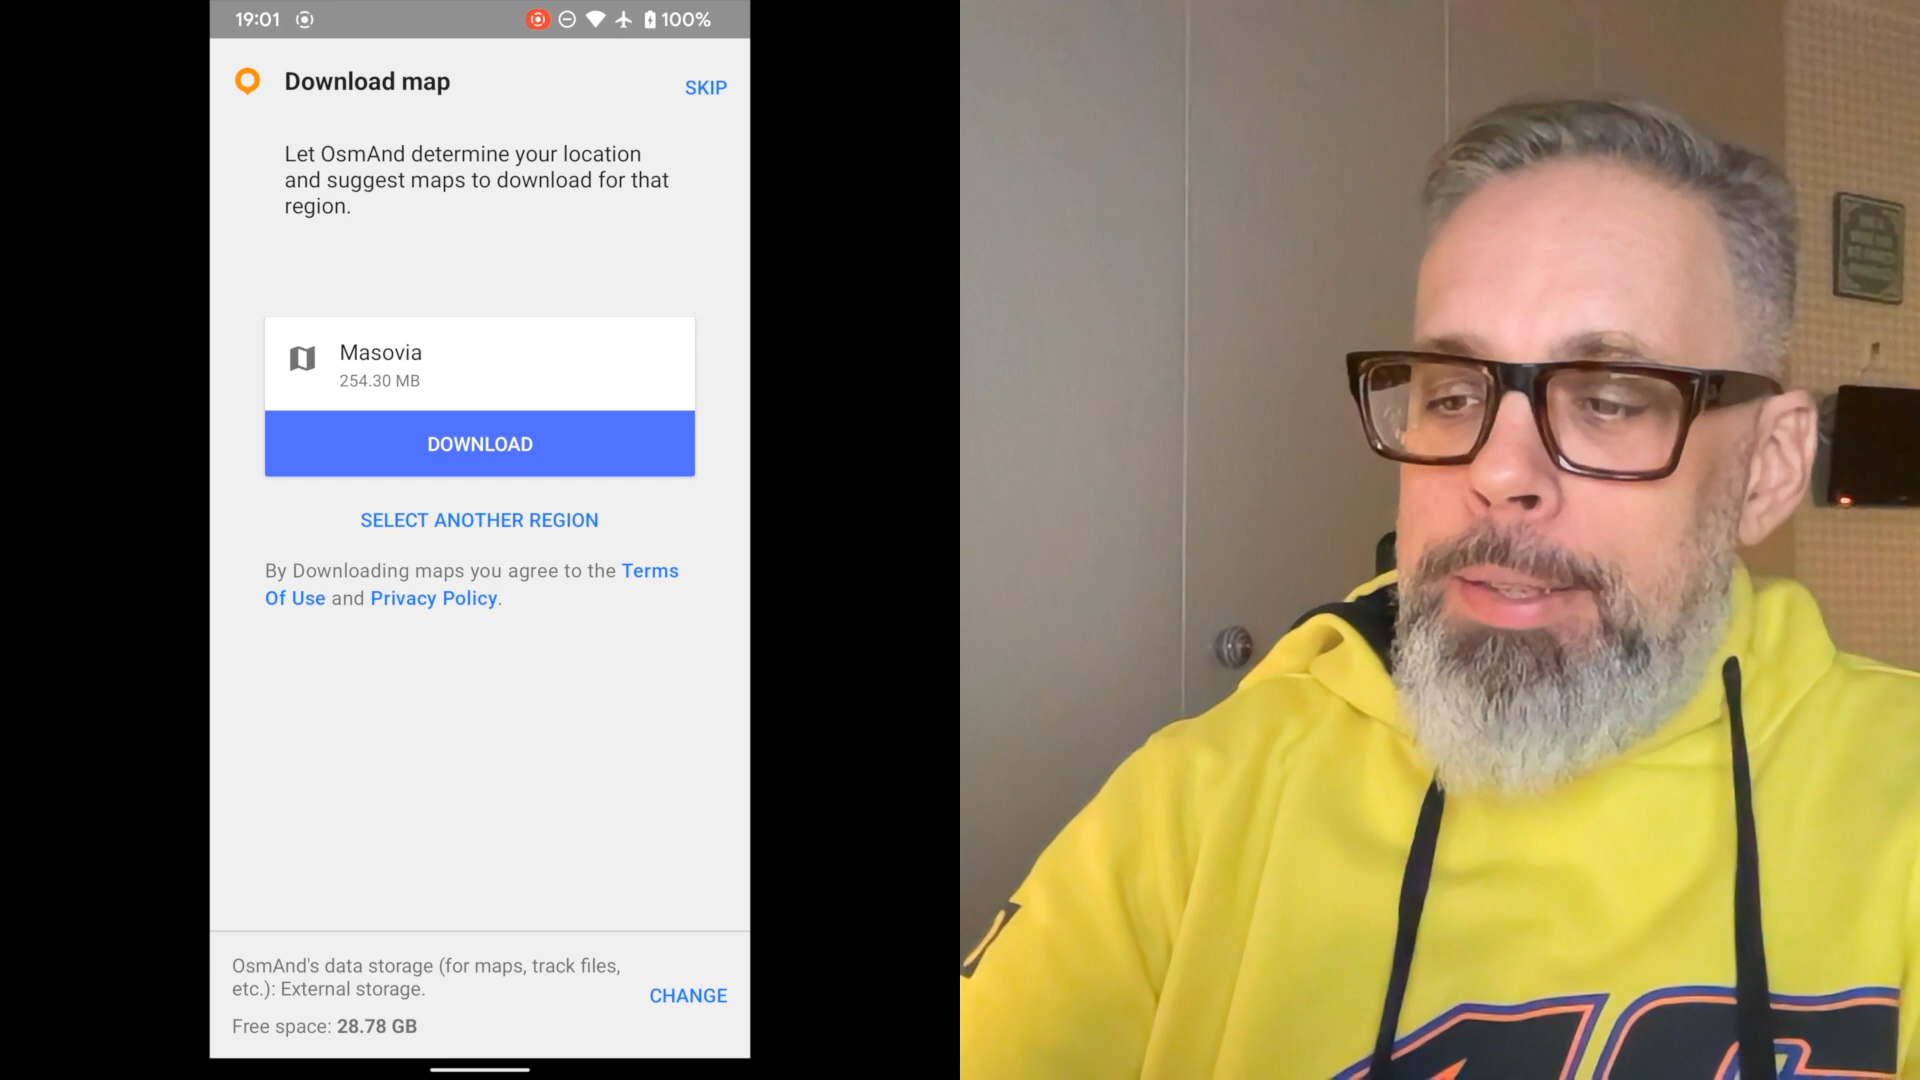 19:01
100%
Download map
SKIP
Let OsmAnd determine your location
and suggest maps to download for that
region.
Masovia
254.30 MB
DOWNLOAD
SELECT ANOTHER REGION
By Downloading maps you agree to the Terms
Of Use and Privacy Policy.
OsmAnd's data storage (for maps, track files,
etc.): External storage.
CHANGE
Free space: 28.78 GB